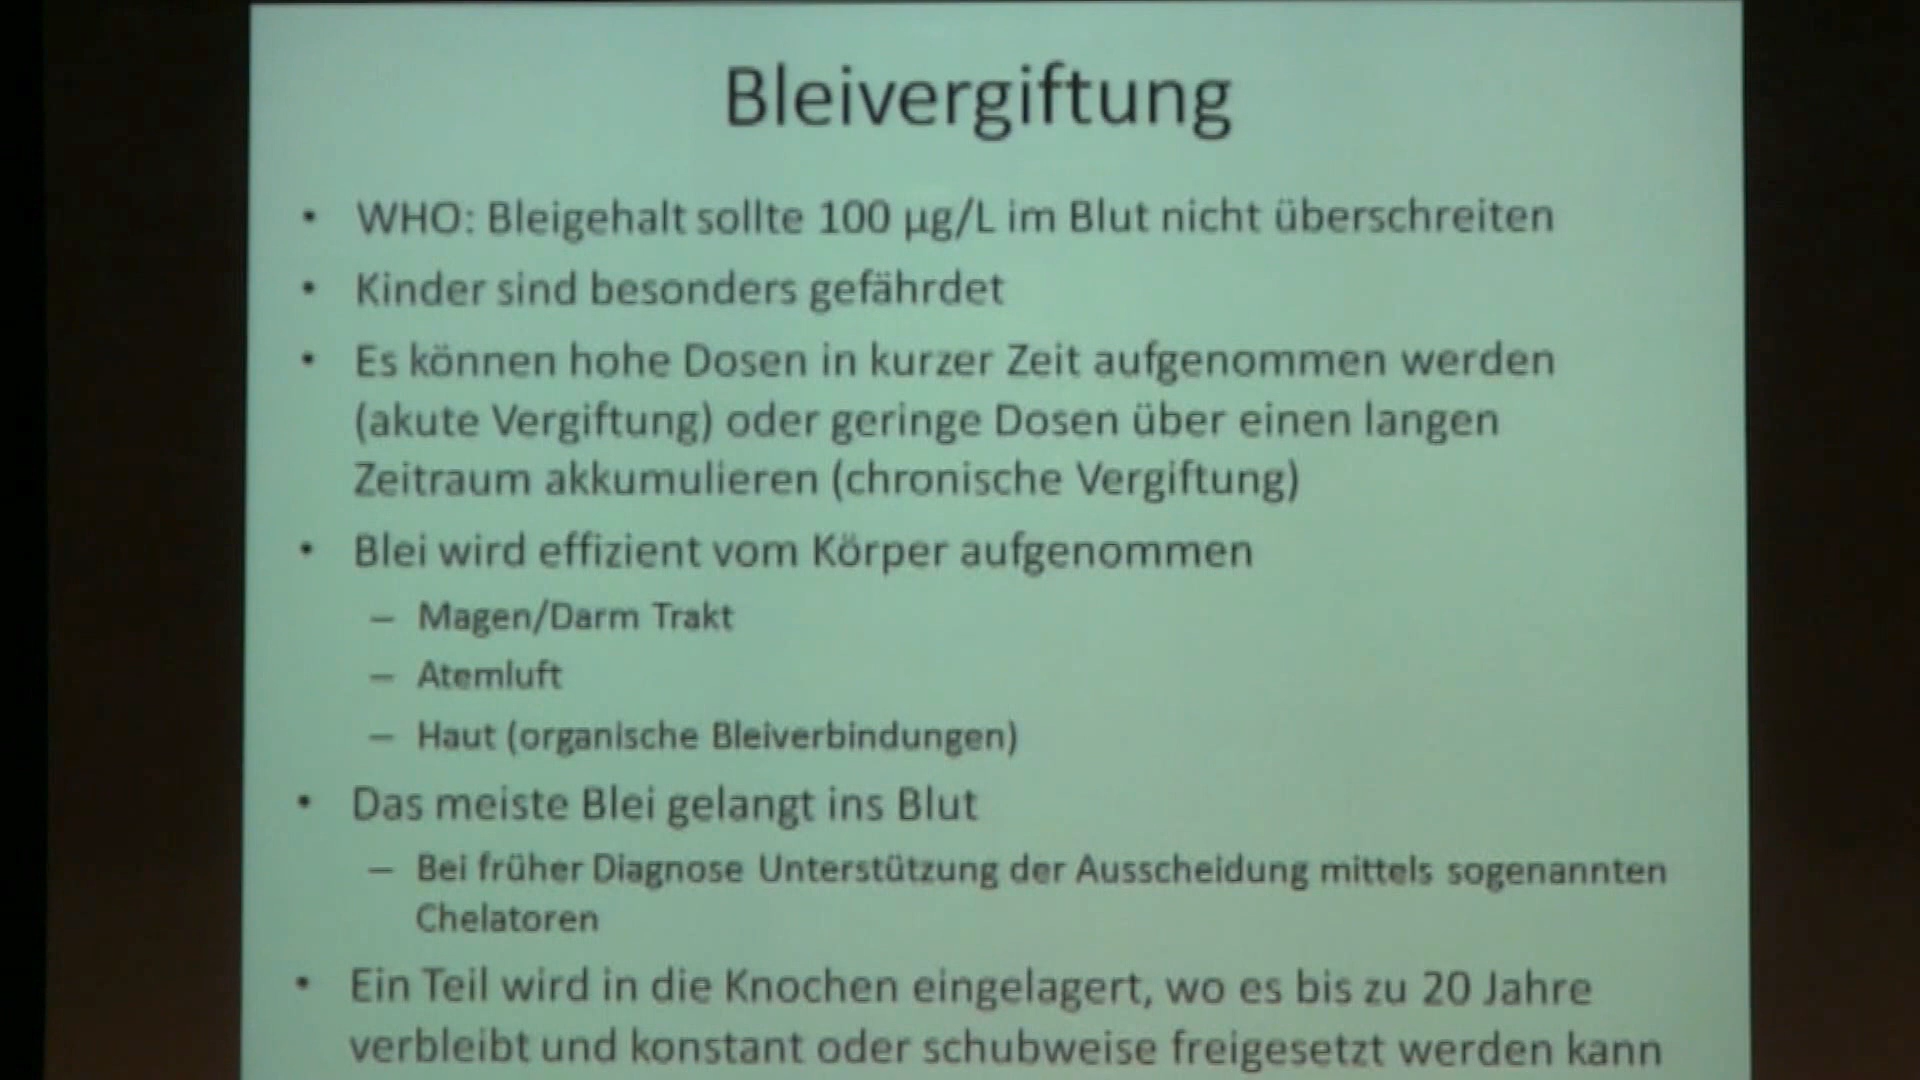 Bleivergiftung
• WHO: Bleigehalt sollte 100 µg/L im Blut nicht überschreiten
• Kinder sind besonders gefährdet
• Es können hohe Dosen in kurzer Zeit aufgenommen werden
(akute Vergiftung) oder geringe Dosen über einen langen
Zeitraum akkumulieren (chronische Vergiftung)
• Blei wird effizient vom Körper aufgenommen
– Magen/Darm Trakt
– Atemluft
– Haut (organische Bleiverbindungen)
• Das meiste Blei gelangt ins Blut
– Bei früher Diagnose Unterstützung der Ausscheidung mittels sogenannten
Chelatoren
• Ein Teil wird in die Knochen eingelagert, wo es bis zu 20 Jahre
verbleibt und konstant oder schubweise freigesetzt werden kann